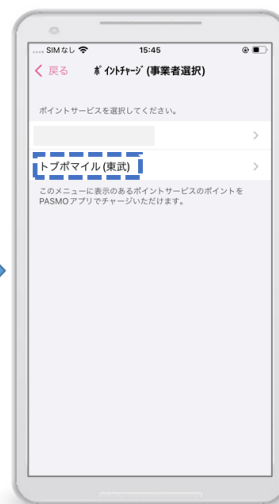 SIMなし
15:45
戻る
ﾎﾟｲﾝﾄﾁｬｰｼﾞ(事業者選択)
ポイントサービスを選択してください。
トブポマイル(東武)
このメニューに表示のあるポイントサービスのポイントを
PASMOアプリでチャージいただけます。